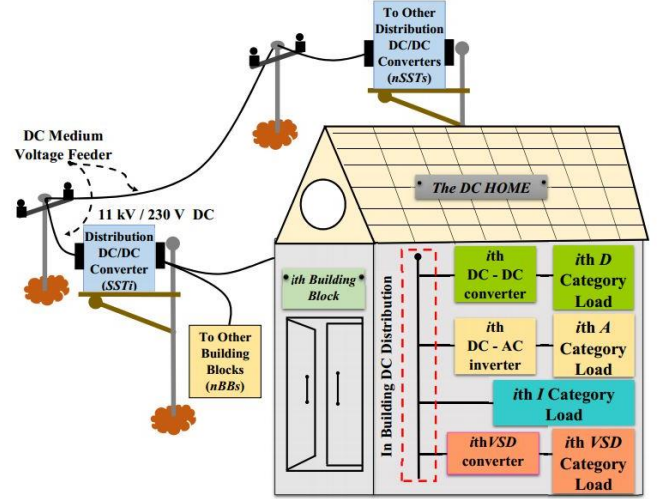 To Other
Distribution
DC/DC
Converters
(nSSTs)
DC Medium
Voltage Feeder
11 kV / 230 V DC
Distribution
DC/DC
Converter
(SSTi)
To Other
Building
Blocks
(nBBs)
The DC HOME
ith Building
Block
In Building DC Distribution
ith
DC - DC
converter
ith D
Category
Load
ith
DC - AC
inverter
ith A
Category
Load
ith I Category
Load
ithVSD
converter
ith VSD
Category
Load